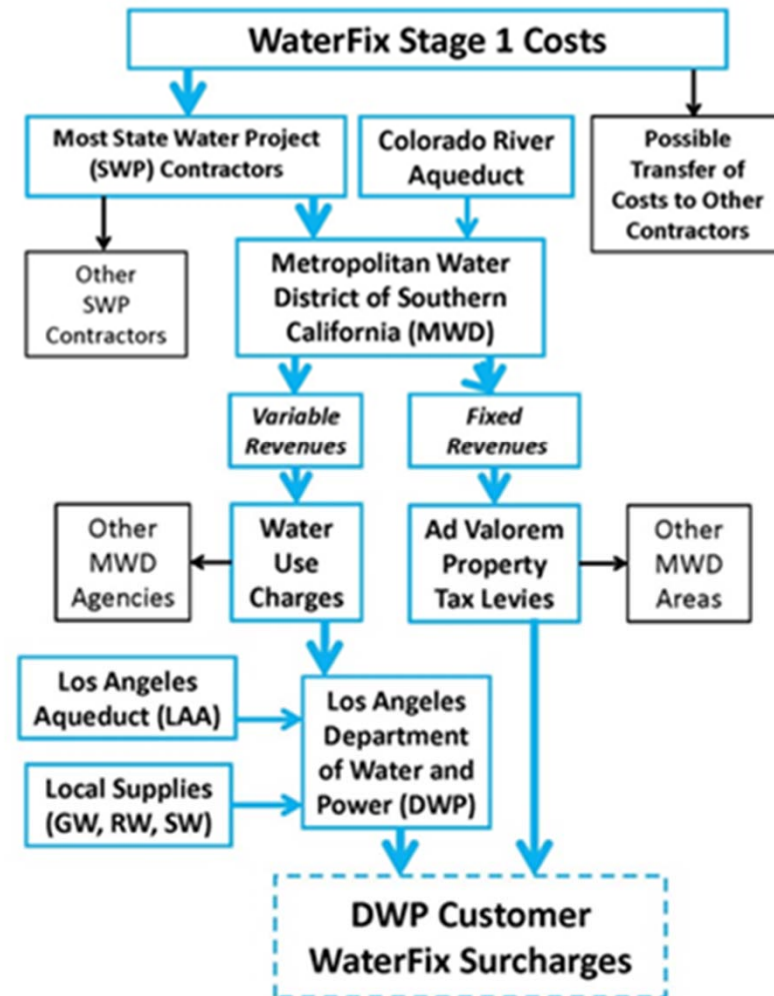 WaterFix Stage 1 Costs
Most State Water Project
(SWP) Contractors
Colorado River
Aqueduct
Possible
Transfer of
Costs to Other
Contractors
Other
SWP
Contractors
Metropolitan Water
District of Southern
California (MWD)
Variable
Revenues
Fixed
Revenues
Other
MWD
Agencies
Water
Use
Charges
Ad Valorem
Property
Tax Levies
Other
MWD
Areas
Los Angeles
Aqueduct (LAA)
Los Angeles
Department
of Water and
Power (DWP)
Local Supplies
(GW, RW, SW)
DWP Customer
WaterFix Surcharges